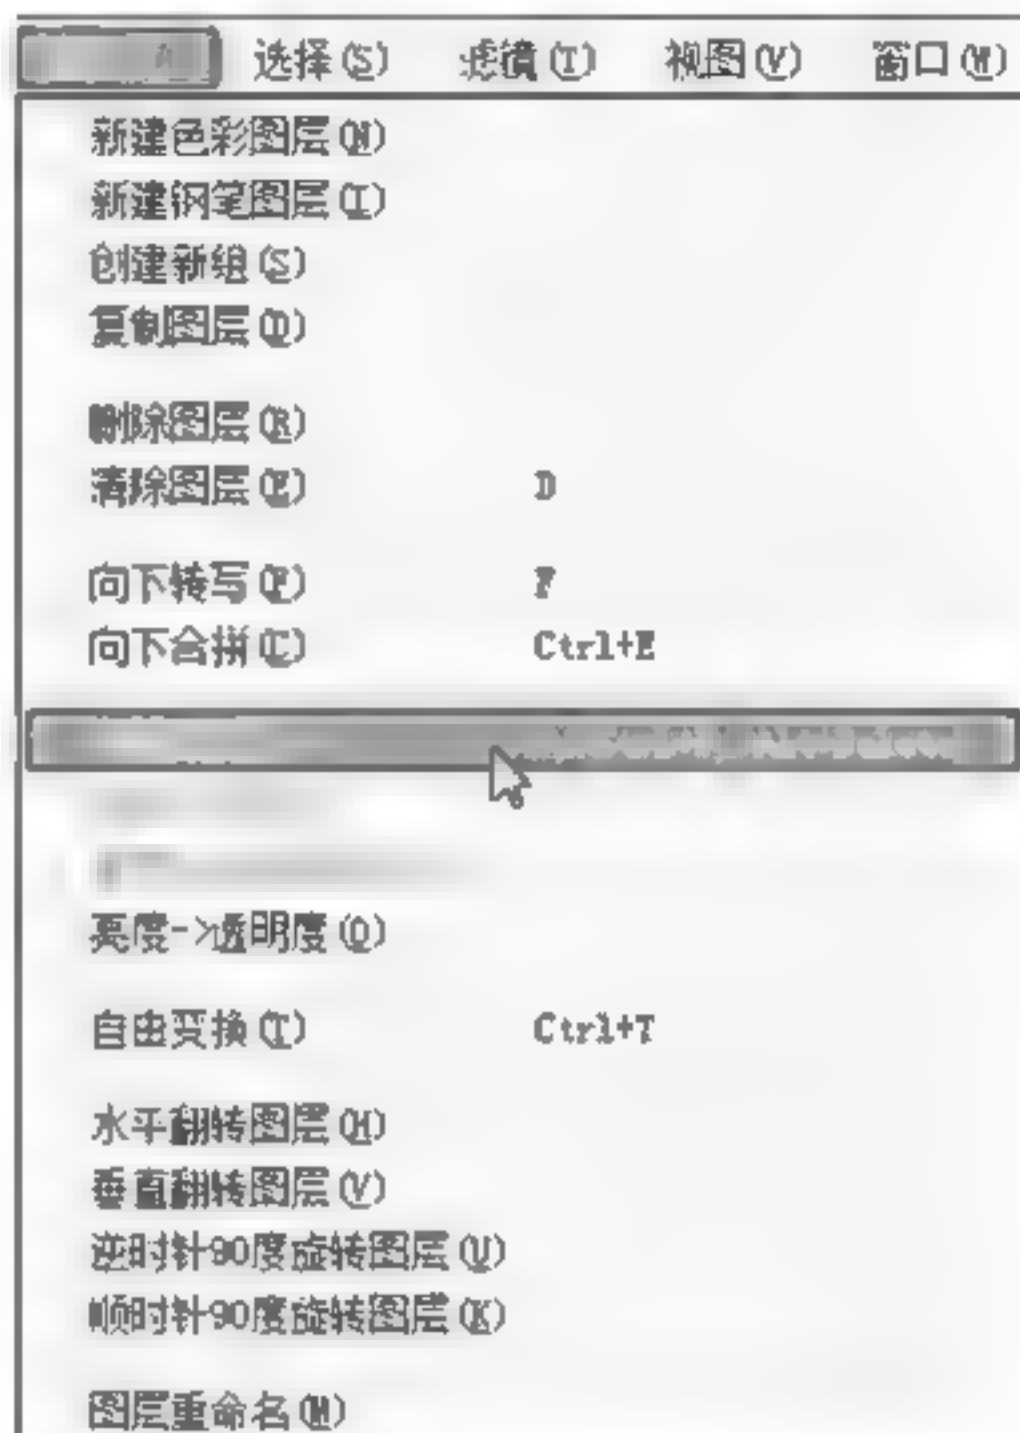 选择(S) 滤镜(T) 视图(V) 窗口(W)
新建色彩图层(N)
新建钢笔图层(I)
创建新组(S)
复制图层(D)
删除图层(R)
清除图层(E) D
向下转写(F) F
向下合拼(C) Ctrl+E
亮度->透明度(Q)
自由变换(T) Ctrl+T
水平翻转图层(H)
垂直翻转图层(V)
逆时针90度旋转图层(U)
顺时针90度旋转图层(K)
图层重命名(M)